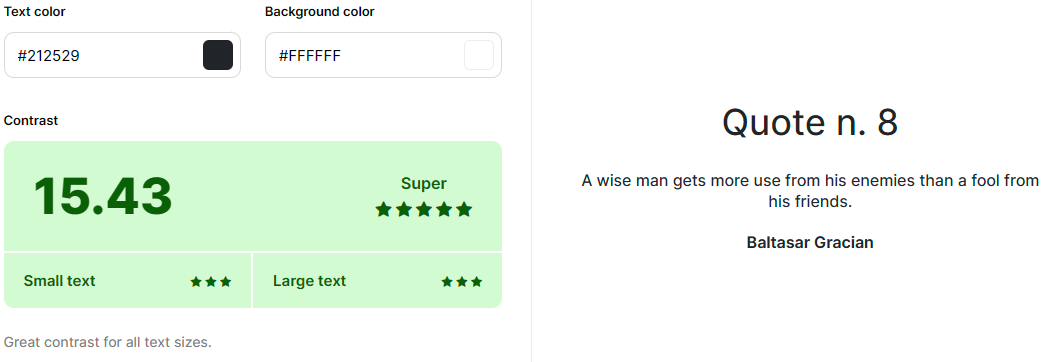 Text color
Background color
#212529
#FFFFFF
Contrast
15.43
Super
Small text
Large text
Great contrast for all text sizes.
Quote n. 8
A wise man gets more use from his enemies than a fool from
his friends.
Baltasar Gracian